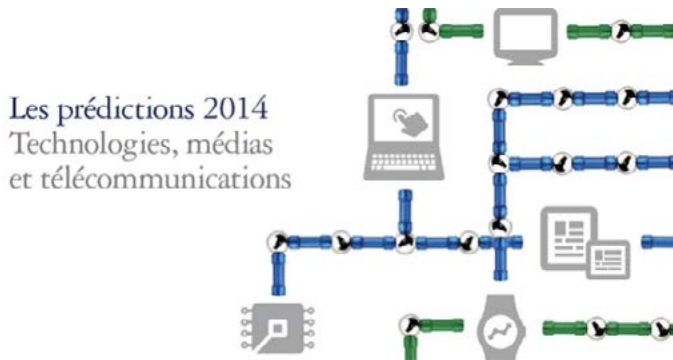 Les prédictions 2014
Technologies, médias
et télécommunications